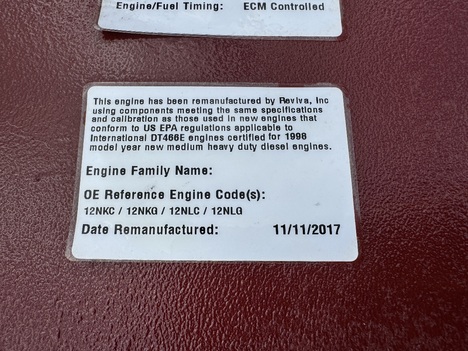 Engine/Fuel Timing: ECM Controlled
This engine has been remanufactured by Reviva, Inc
using components meeting the same specifications
and calibration as those used in new engines that
conform to US EPA regulations applicable to
International DT466E engines certified for 1998
model year new medium heavy duty diesel engines.
Engine Family Name:
OE Reference Engine Code(s):
12NKC / 12NKG / 12NLC / 12NLG
Date Remanufactured: 11/11/2017